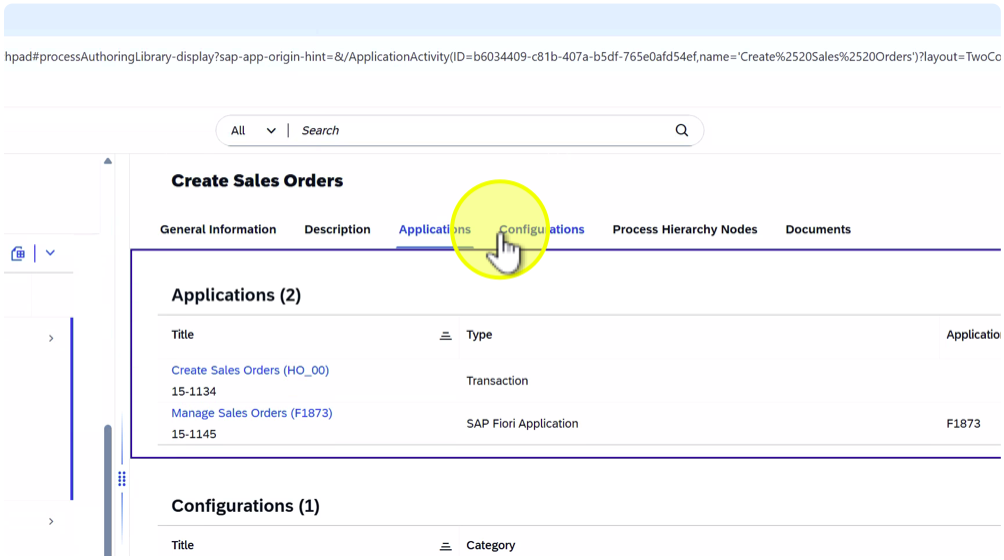 hpad#processAuthoringLibrary-display?sap-app-origin-hint=&/ApplicationActivity(ID=b6034409-c81b-407a-b5df-765e0afd54ef,name='Create%2520Sales%2520Orders')?layout=TwoCo
All Search
Create Sales Orders
General Information Description Applications Configurations Process Hierarchy Nodes Documents
Applications (2)
Title Type Applicatio
Create Sales Orders (HO_00)
15-1134
Transaction
Manage Sales Orders (F1873)
15-1145
SAP Fiori Application F1873
Configurations (1)
Title Category